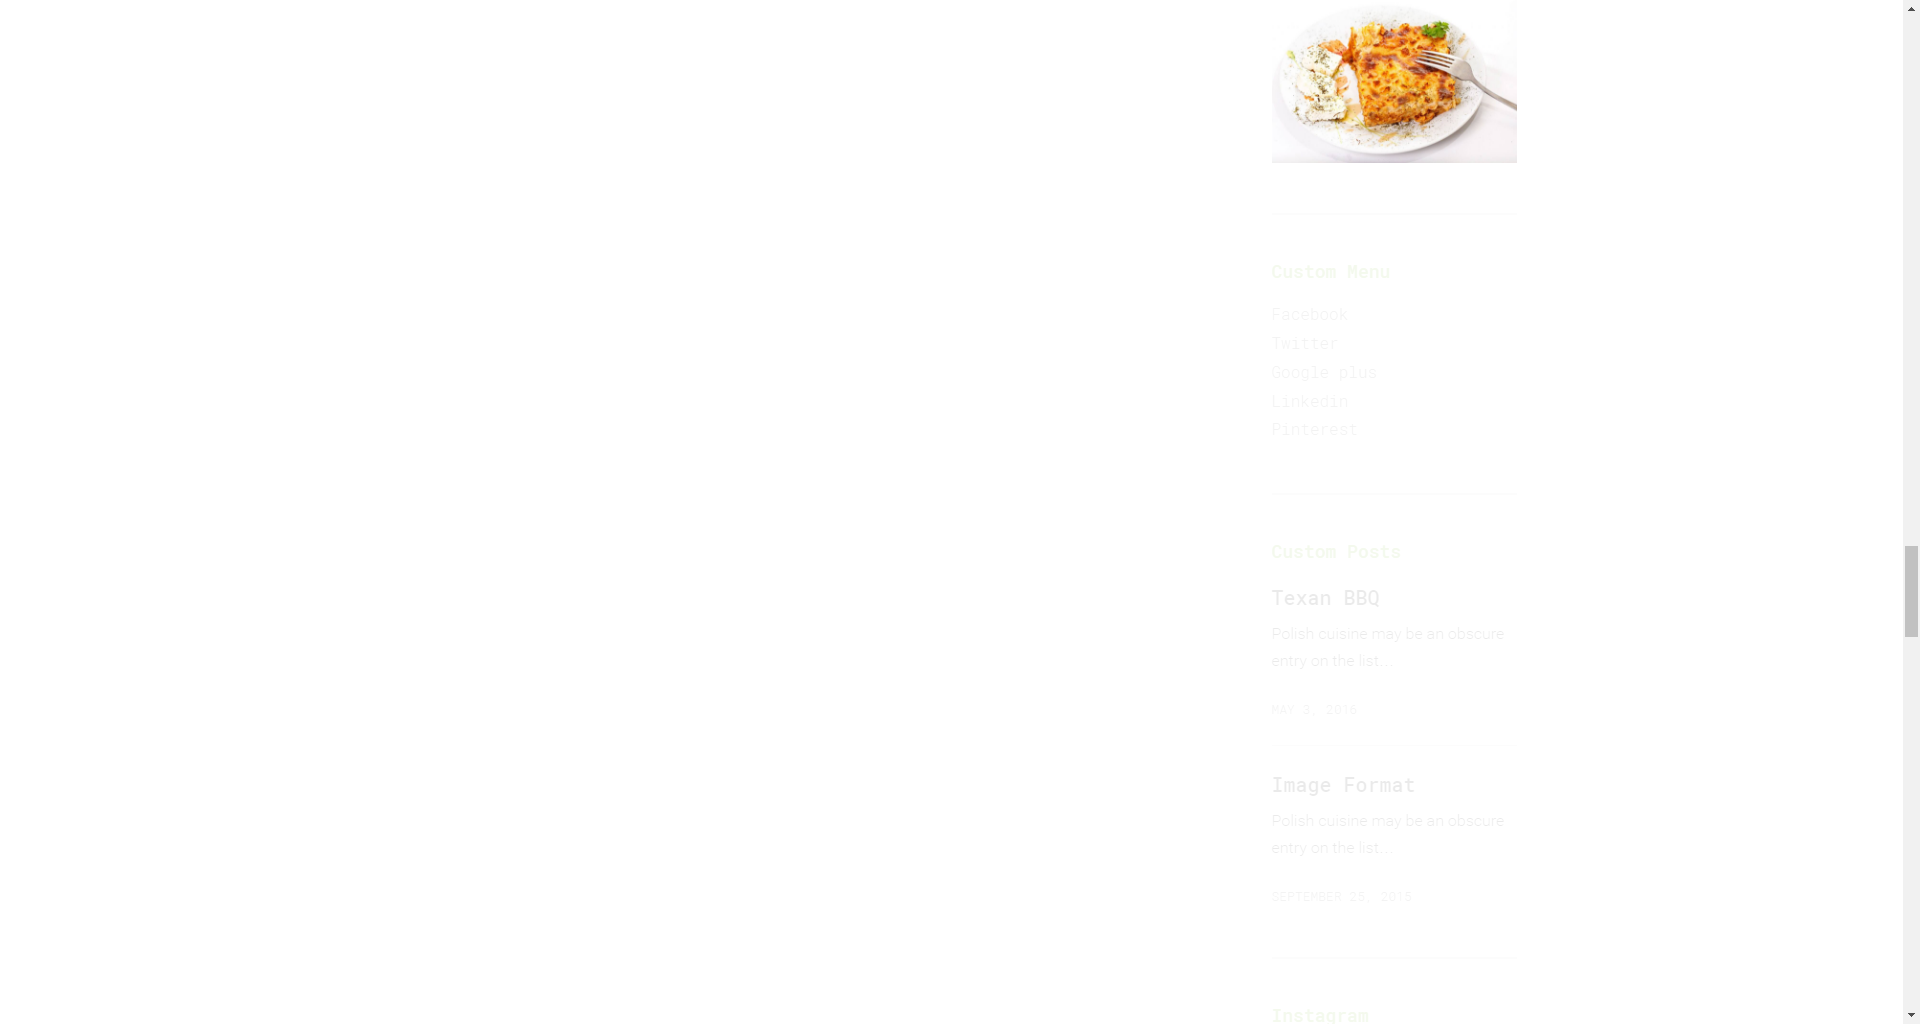 Custom Menu
Facebook
Twitter
Google plus
Linkedin
Pinterest
Custom Posts
Texan BBQ
Polish cuisine may be an obscure
entry on the list...
MAY 3, 2016
Image Format
Polish cuisine may be an obscure
entry on the list...
SEPTEMBER 25, 2015
Instagram